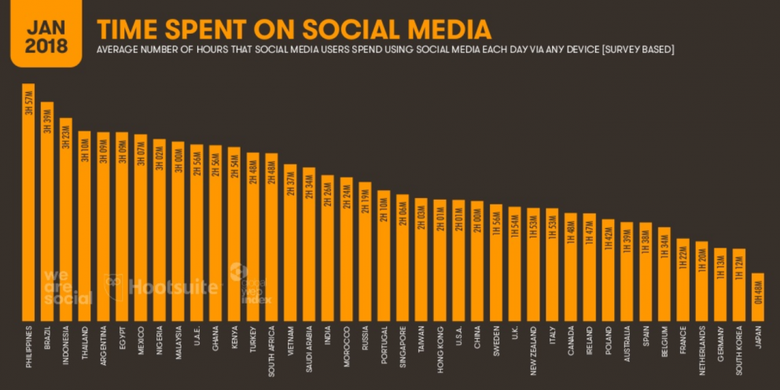 JAN
2018
TIME SPENT ON SOCIAL MEDIA
AVERAGE NUMBER OF HOURS THAT SOCIAL MEDIA USERS SPEND USING SOCIAL MEDIA EACH DAY VIA ANY DEVICE [SURVEY BASED]
3H 57M
3H 39M
3H 23M
3H 10M
3H 09M
3H 09M
3H 07M
3H 02M
3H 00M
2H 56M
2H 56M
2H 54M
2H 48M
2H 48M
2H 37M
2H 34M
2H 26M
2H 24M
2H 19M
2H 10M
2H 06M
2H 03M
2H 01M
2H 01M
2H 00M
1H 56M
1H 54M
1H 53M
1H 53M
1H 48M
1H 47M
1H 42M
1H 39M
1H 38M
1H 34M
1H 22M
1H 20M
1H 13M
1H 12M
0H 48M
we
are
social
Hootsuite
global
web
index
PHILIPPINES
BRAZIL
INDONESIA
THAILAND
ARGENTINA
EGYPT
MEXICO
NIGERIA
MALAYSIA
U.A.E.
GHANA
KENYA
TURKEY
SOUTH AFRICA
VIETNAM
SAUDI ARABIA
INDIA
MOROCCO
RUSSIA
PORTUGAL
SINGAPORE
TAIWAN
HONG KONG
U.S.A.
CHINA
SWEDEN
U.K.
NEW ZEALAND
ITALY
CANADA
IRELAND
POLAND
AUSTRALIA
SPAIN
BELGIUM
FRANCE
NETHERLANDS
GERMANY
SOUTH KOREA
JAPAN